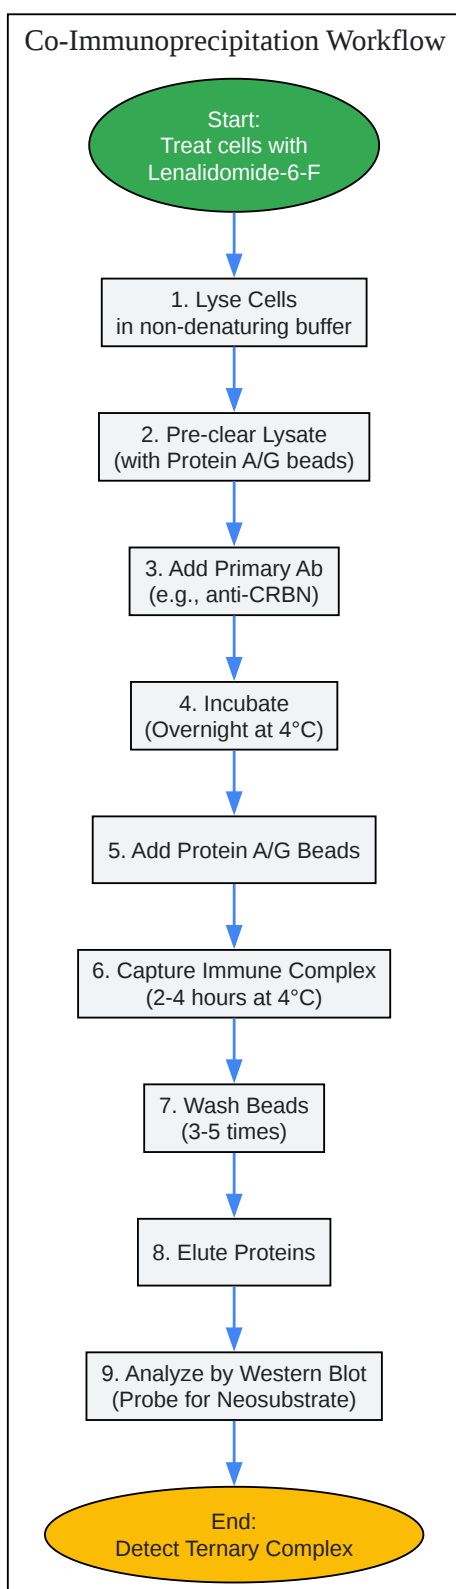 Co-Immunoprecipitation Workflow
Start:
Treat cells with
Lenalidomide-6-F
1. Lyse Cells
in non-denaturing buffer
2. Pre-clear Lysate
(with Protein A/G beads)
3. Add Primary Ab
(e.g., anti-CRBN)
4. Incubate
(Overnight at 4°C)
5. Add Protein A/G Beads
6. Capture Immune Complex
(2-4 hours at 4°C)
7. Wash Beads
(3-5 times)
8. Elute Proteins
9. Analyze by Western Blot
(Probe for Neosubstrate)
End:
Detect Ternary Complex